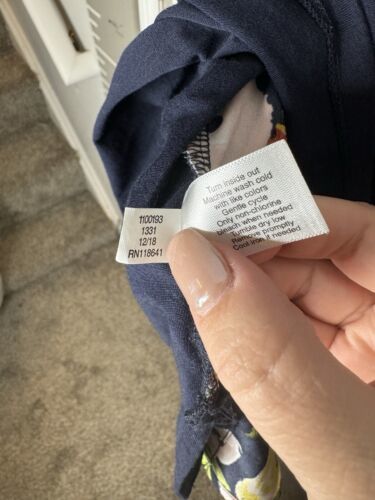 1100193
1331
12/18
RN118641
Turn inside out
Machine wash cold
with like colors
Gentle cycle
Only non-chlorine
bleach when needed
Tumble dry low
Remove promptly
Cool iron if needed